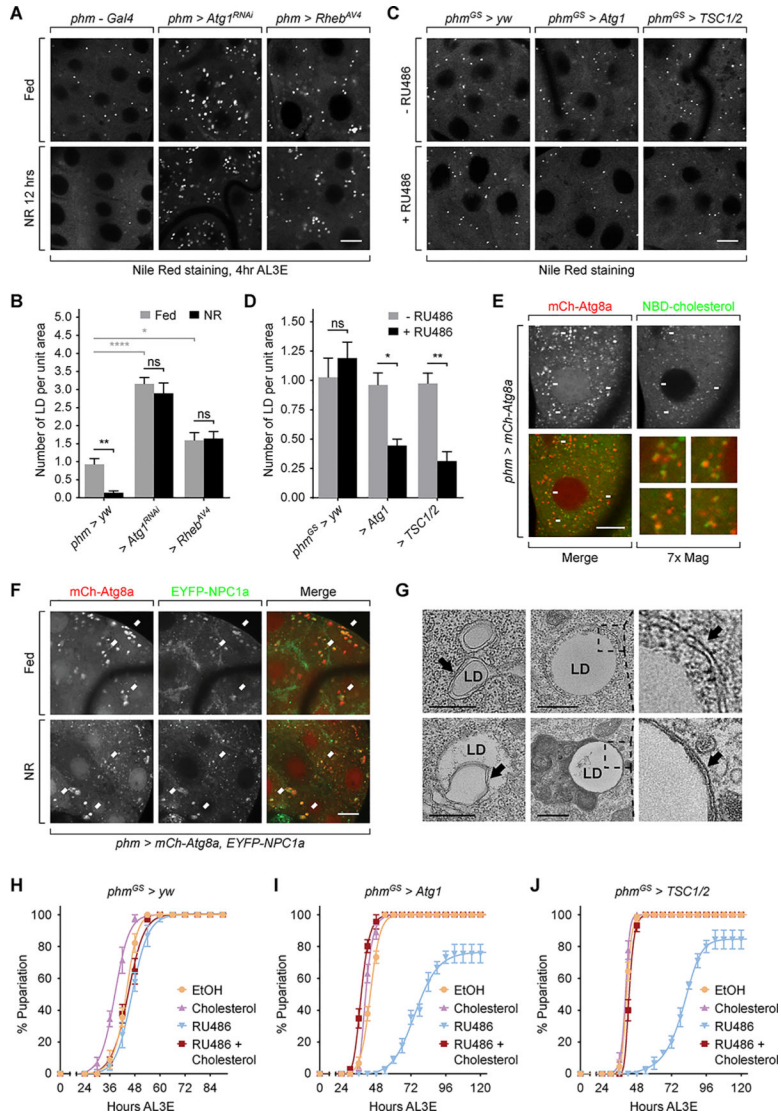 A
phm - Gal4 phm > Atg1RNAi phm > RhebAV4
Fed
NR 12 hrs
Nile Red staining, 4hr AL3E
C
phmGS > yw phmGS > Atg1 phmGS > TSC1/2
- RU486
+ RU486
Nile Red staining
B
Number of LD per unit area
5.0
4.5
4.0
3.5
3.0
2.5
2.0
1.5
1.0
0.5
0.0
Fed NR
*
****
**
ns
ns
phm > yw
> Atg1RNAi
> RhebAV4
D
Number of LD per unit area
1.50
1.25
1.00
0.75
0.50
0.25
0
- RU486
+ RU486
ns
*
**
phmGS > yw
> Atg1
> TSC1/2
E
mCh-Atg8a NBD-cholesterol
phm > mCh-Atg8a
Merge 7x Mag
F
mCh-Atg8a EYFP-NPC1a Merge
Fed
NR
phm > mCh-Atg8a, EYFP-NPC1a
G
LD LD
LD LD
H
phmGS > yw
% Pupariation
100
80
60
40
20
0
0 24 36 48 60 72 84
Hours AL3E
EtOH
Cholesterol
RU486
RU486 +
Cholesterol
I
phmGS > Atg1
% Pupariation
100
80
60
40
20
0
0 24 48 72 96 120
Hours AL3E
EtOH
Cholesterol
RU486
RU486 +
Cholesterol
J
phmGS > TSC1/2
% Pupariation
100
80
60
40
20
0
0 24 48 72 96 120
Hours AL3E
EtOH
Cholesterol
RU486
RU486 +
Cholesterol